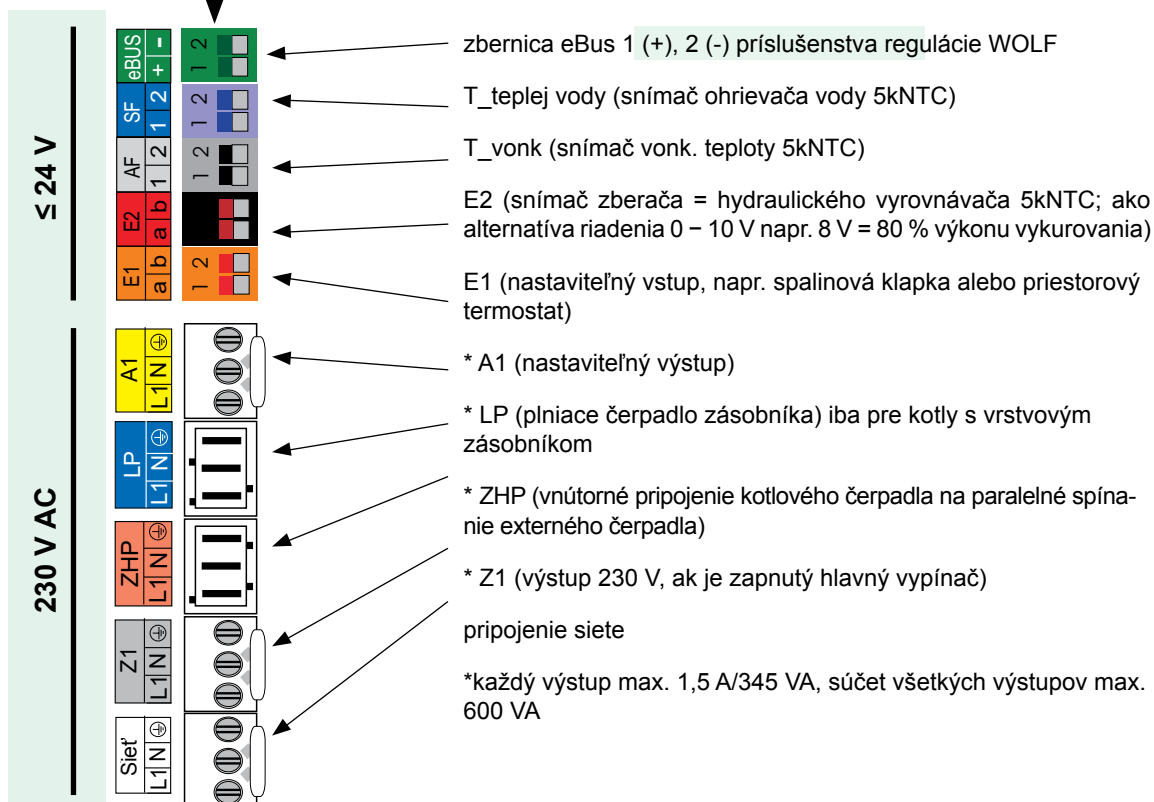 ≤ 24 V
230 V AC
eBUS
+ -
1 2
zbernica eBus 1 (+), 2 (-) príslušenstva regulácie WOLF
SF
1 2
1 2
T_teplej vody (snímač ohrievača vody 5kNTC)
AF
1 2
1 2
T_vonk (snímač vonk. teploty 5kNTC)
E2
a b
E2 (snímač zberača = hydraulického vyrovnávača 5kNTC; ako
alternatíva riadenia 0 − 10 V napr. 8 V = 80 % výkonu vykurovania)
E1
a b
1 2
E1 (nastaviteľný vstup, napr. spalinová klapka alebo priestorový
termostat)
A1
L1 N
* A1 (nastaviteľný výstup)
LP
L1 N
* LP (plniace čerpadlo zásobníka) iba pre kotly s vrstvovým
zásobníkom
ZHP
L1 N
* ZHP (vnútorné pripojenie kotlového čerpadla na paralelné spína-
nie externého čerpadla)
Z1
L1 N
* Z1 (výstup 230 V, ak je zapnutý hlavný vypínač)
Sieť
L1 N
pripojenie siete
*každý výstup max. 1,5 A/345 VA, súčet všetkých výstupov max.
600 VA